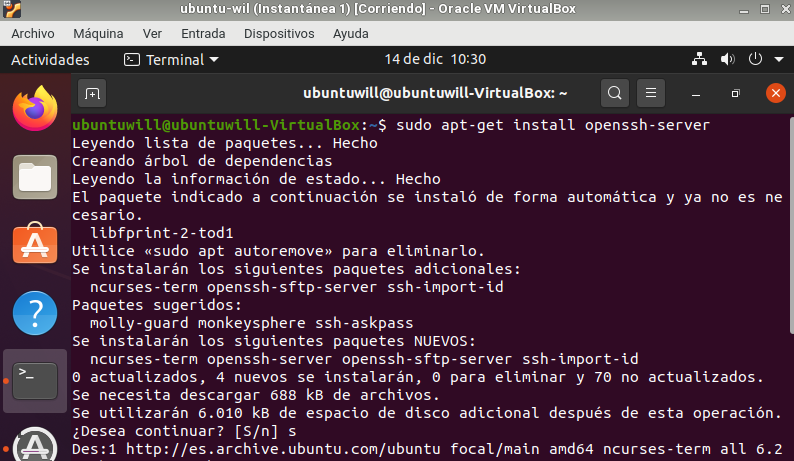 ubuntu-wil (Instantánea 1) [Corriendo] - Oracle VM VirtualBox
Archivo Máquina Ver Entrada Dispositivos Ayuda
Actividades Terminal 14 de dic 10:30
ubuntuwill@ubuntuwill-VirtualBox: ~
ubuntuwill@ubuntuwill-VirtualBox:~$ sudo apt-get install openssh-server
Leyendo lista de paquetes... Hecho
Creando árbol de dependencias
Leyendo la información de estado... Hecho
El paquete indicado a continuación se instaló de forma automática y ya no es ne
cesario.
libfprint-2-tod1
Utilice «sudo apt autoremove» para eliminarlo.
Se instalarán los siguientes paquetes adicionales:
ncurses-term openssh-sftp-server ssh-import-id
Paquetes sugeridos:
molly-guard monkeysphere ssh-askpass
Se instalarán los siguientes paquetes NUEVOS:
ncurses-term openssh-server openssh-sftp-server ssh-import-id
0 actualizados, 4 nuevos se instalarán, 0 para eliminar y 70 no actualizados.
Se necesita descargar 688 kB de archivos.
Se utilizarán 6.010 kB de espacio de disco adicional después de esta operación.
¿Desea continuar? [S/n] s
Des:1 http://es.archive.ubuntu.com/ubuntu focal/main amd64 ncurses-term all 6.2